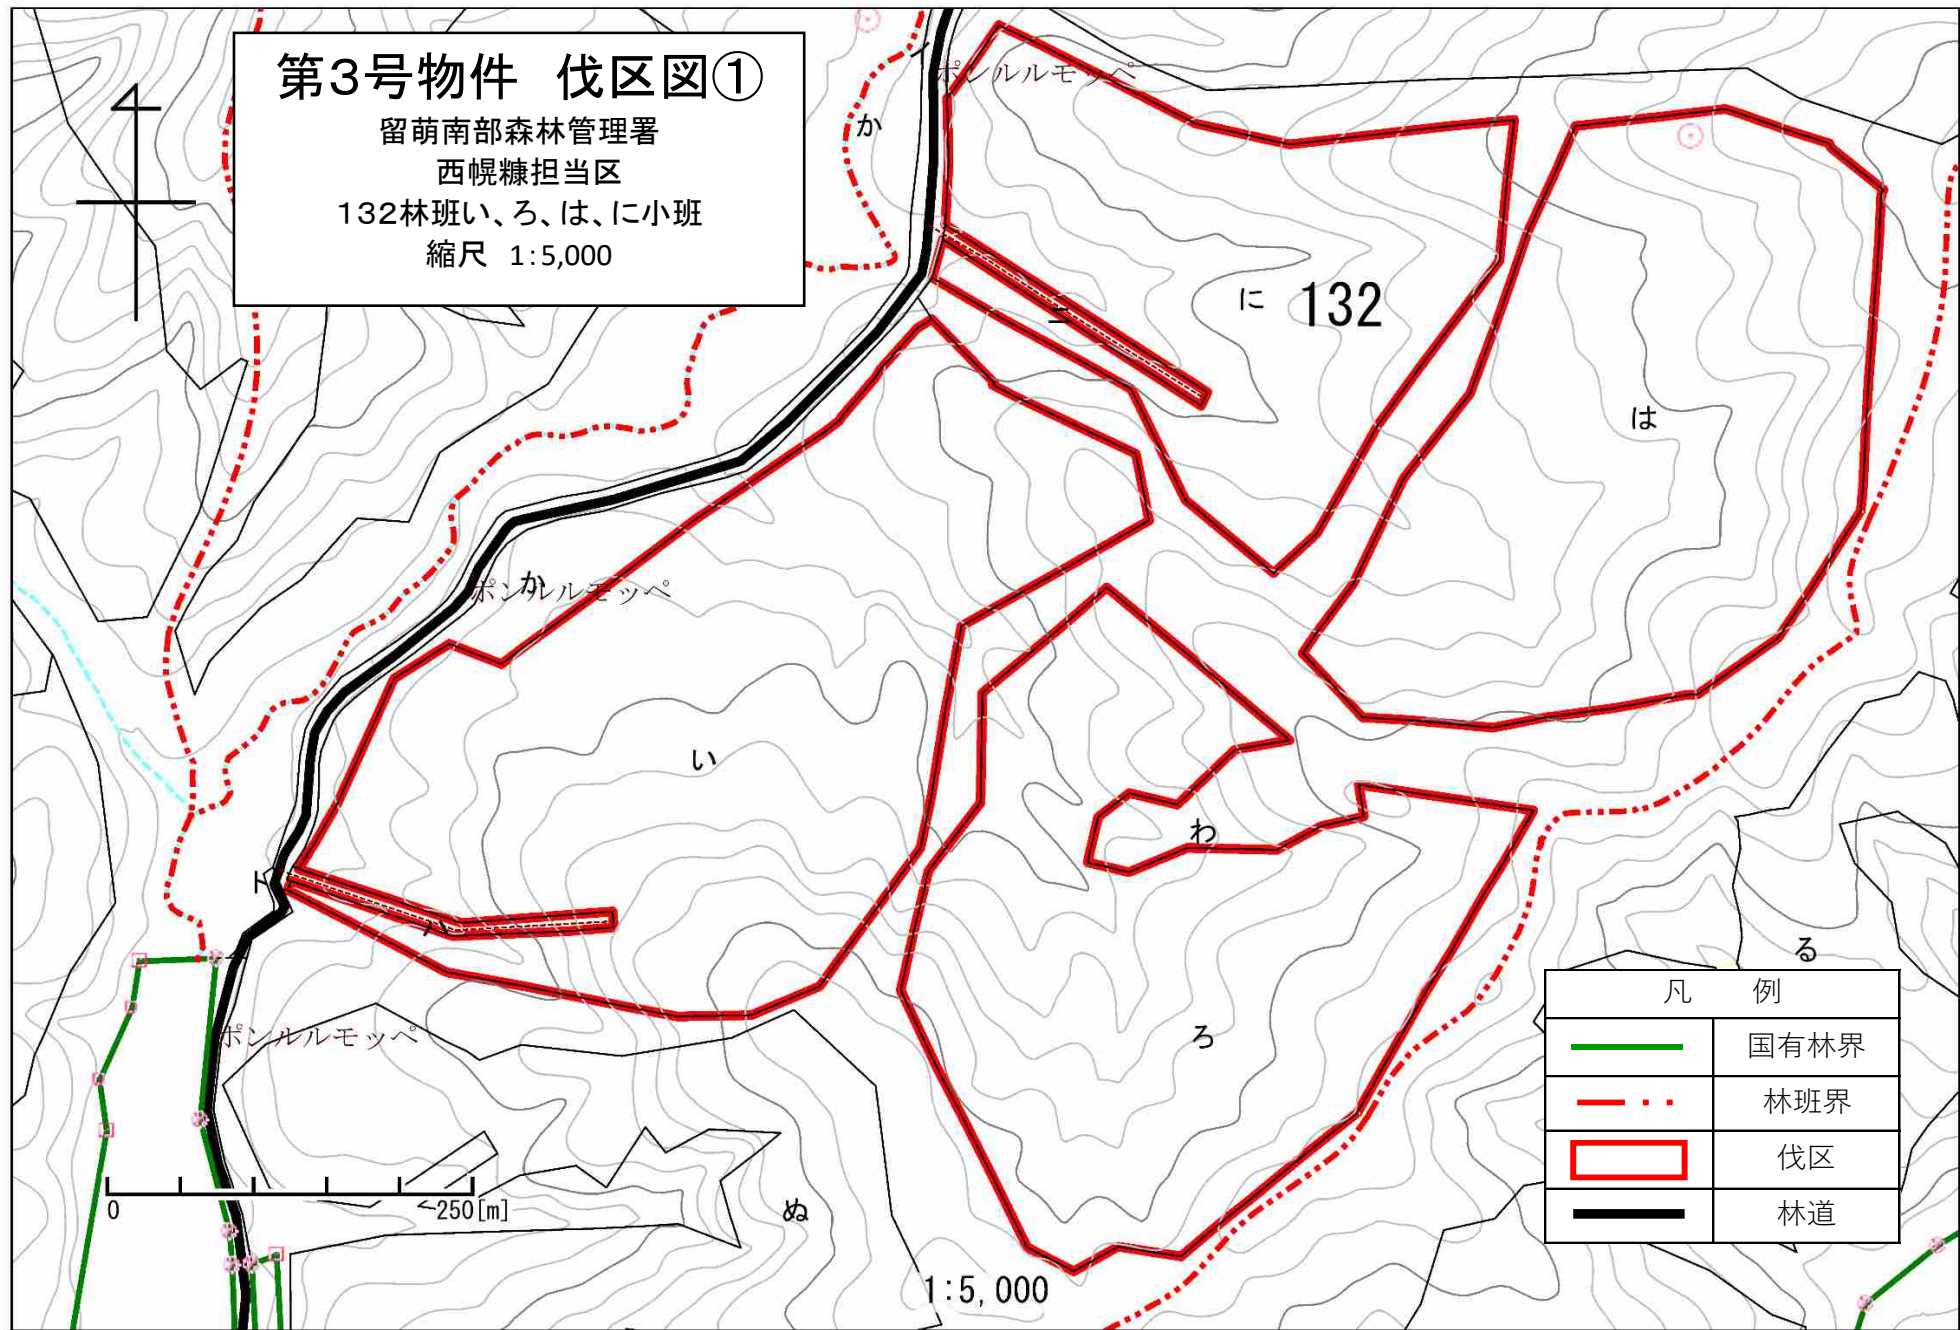 第3号物件 伐区図①
留萌南部森林管理署
西幌糠担当区
132林班い、ろ、は、に小班
縮尺 1:5,000
イ
ポンルルモッペ
か
ニ
に 132
は
か
ポンルルモッペ
い
わ
ト
ハ
る
ろ
ポンルルモッペ
ぬ
0
250[m]
1:5,000
凡 例
国有林界
林班界
伐区
林道